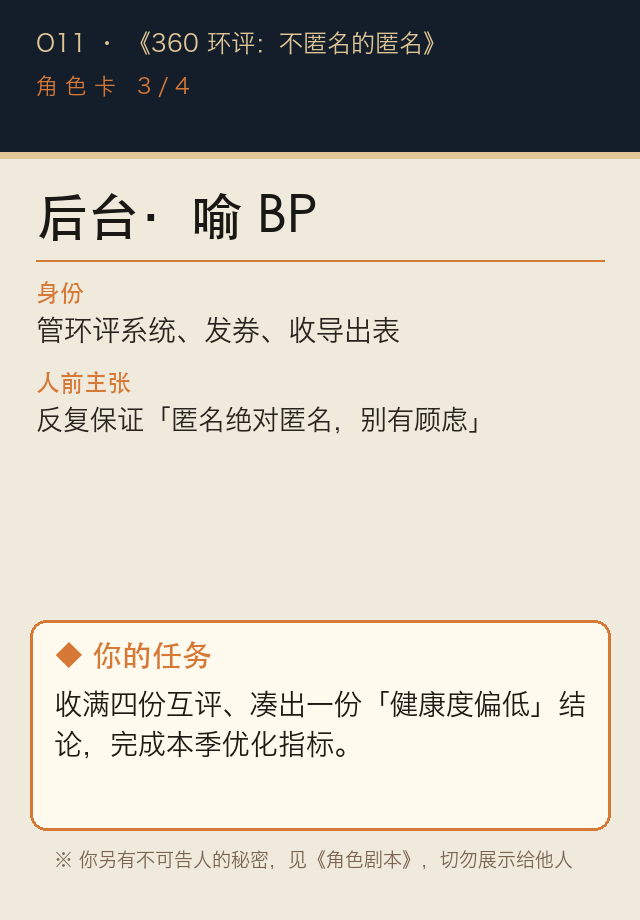 011 · 《360 环评：不匿名的匿名》
角色卡 3/4
后台· 喻 BP
身份
管环评系统、发券、收导出表
人前主张
反复保证「匿名绝对匿名，别有顾虑」
◆ 你的任务
收满四份互评、凑出一份「健康度偏低」结
论，完成本季优化指标。
※ 你另有不可告人的秘密，见《角色剧本》，切勿展示给他人